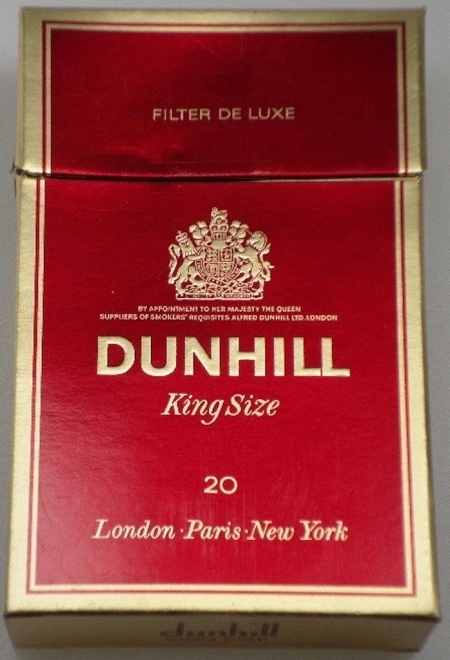 FILTER DE LUXE
BY APPOINTMENT TO HER MAJESTY THE QUEEN
SUPPLIERS OF SMOKERS' REQUISITES ALFRED DUNHILL LTD. LONDON
DUNHILL
King Size
20
London · Paris · New York
dunhill